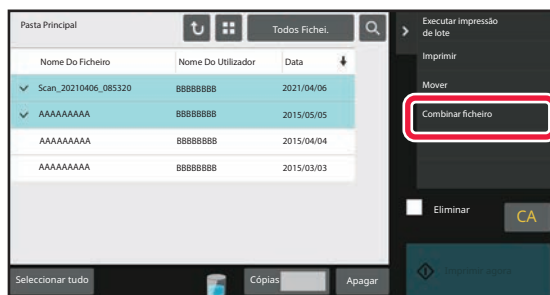 Pasta Principal
Todos Fichei.
Nome Do Ficheiro Nome Do Utilizador Data
Scan_20210406_085320 BBBBBBBB 2021/04/06
AAAAAAAAA BBBBBBBB 2015/05/05
AAAAAAAAA BBBBBBBB 2015/04/04
AAAAAAAAA BBBBBBBB 2015/03/03
Seleccionar tudo
Cópias
Apagar
Executar impressão
de lote
Imprimir
Mover
Combinar ficheiro
Eliminar
CA